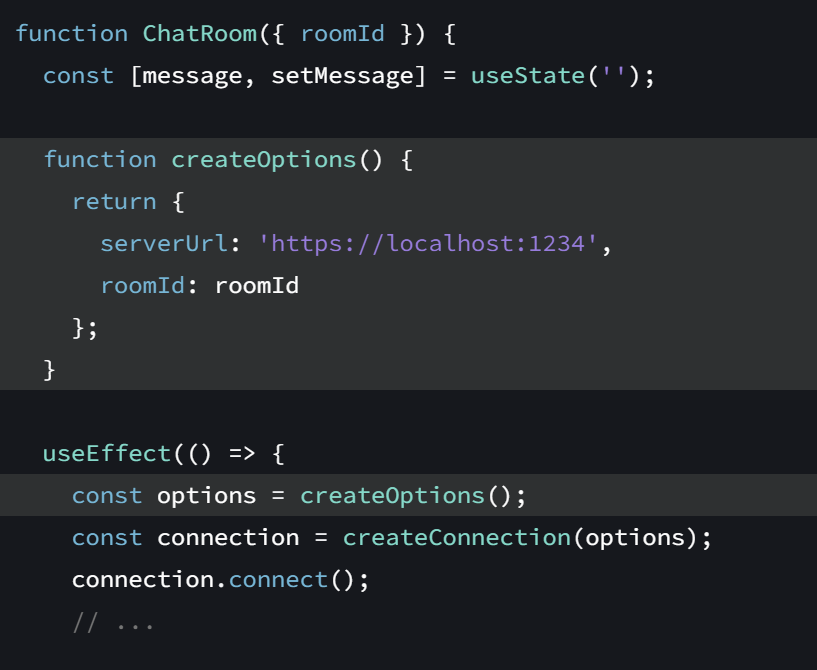 function ChatRoom({ roomId }) {
  const [message, setMessage] = useState('');
  function createOptions() {
    return {
      serverUrl: 'https://localhost:1234',
      roomId: roomId
    };
  }
  useEffect(() => {
    const options = createOptions();
    const connection = createConnection(options);
    connection.connect();
    // ...